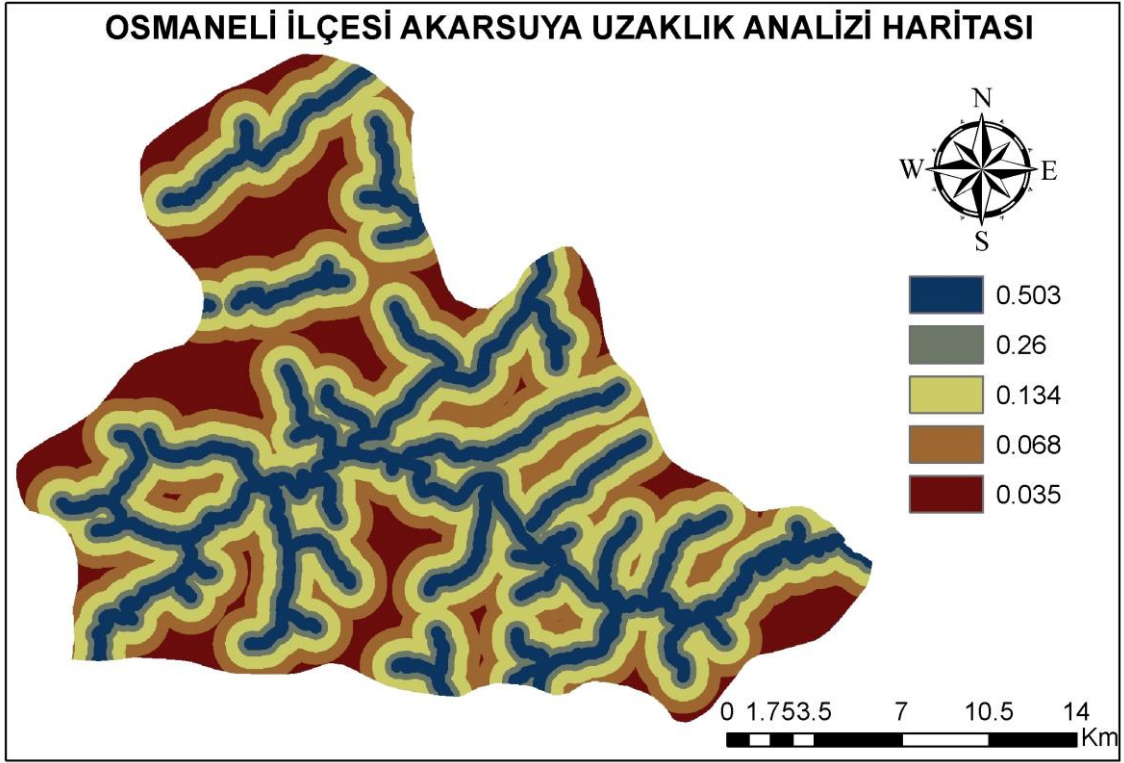 OSMANELİ İLÇESİ AKARSUYA UZAKLIK ANALİZİ HARİTASI
N
W E
S
0.503
0.26
0.134
0.068
0.035
0 1.753.5 7 10.5 14
Km